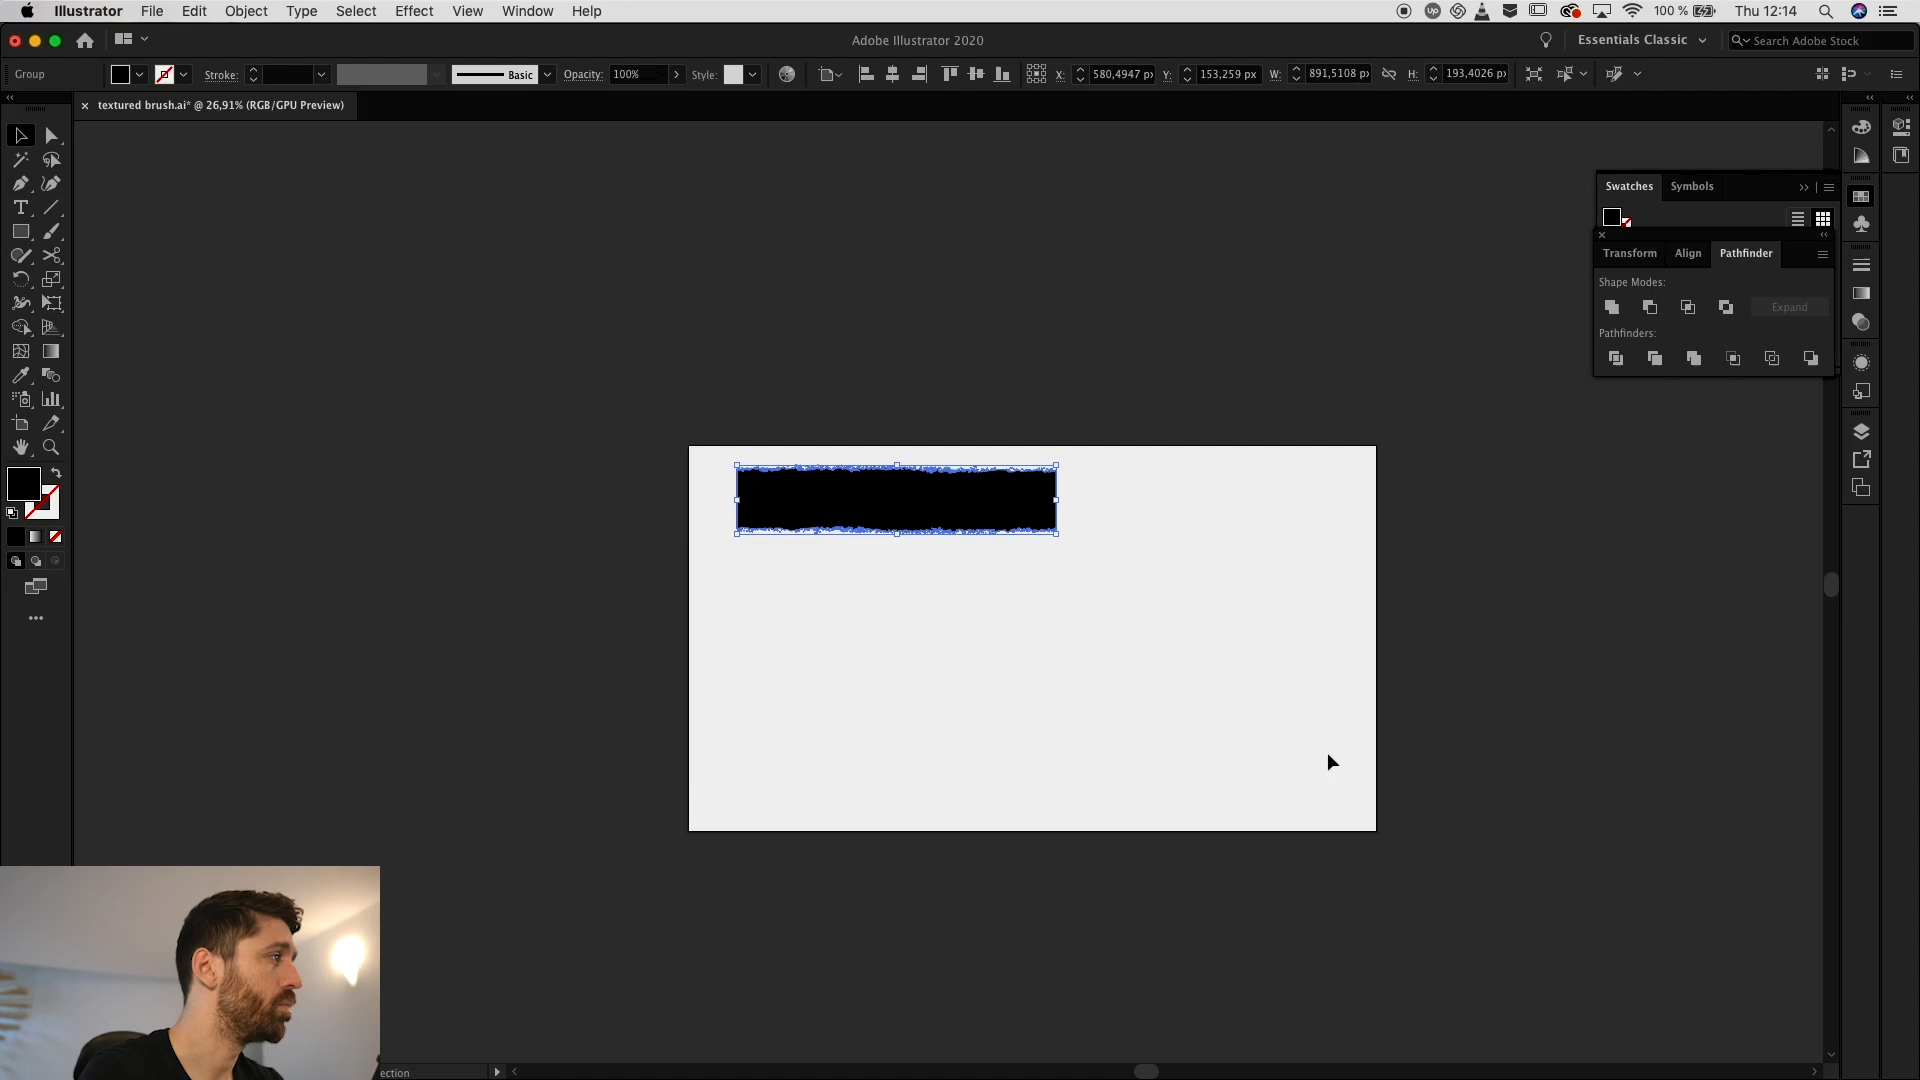 Illustrator File Edit Object Type Select Effect View Window Help
100 % Thu 12:14
Adobe Illustrator 2020
Essentials Classic
Search Adobe Stock
Group Stroke: Basic Opacity: 100% Style: X: 580,4947 px Y: 153,259 px W: 891,5108 px H: 193,4026 px
textured brush.ai* @ 26,91% (RGB/GPU Preview)
Swatches Symbols
Transform Align Pathfinder
Shape Modes:
Expand
Pathfinders:
ection